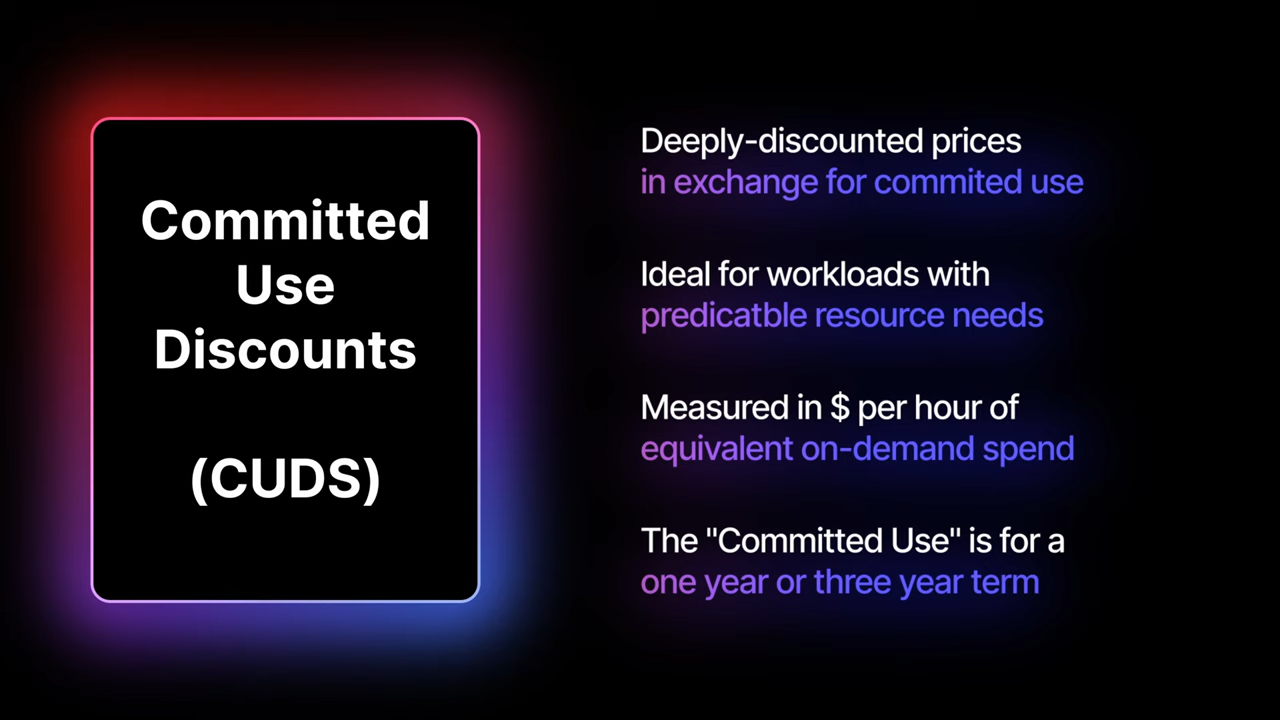 Committed
Use
Discounts
(CUDS)
Deeply-discounted prices
in exchange for commited use
Ideal for workloads with
predicatble resource needs
Measured in $ per hour of
equivalent on-demand spend
The "Committed Use" is for a
one year or three year term